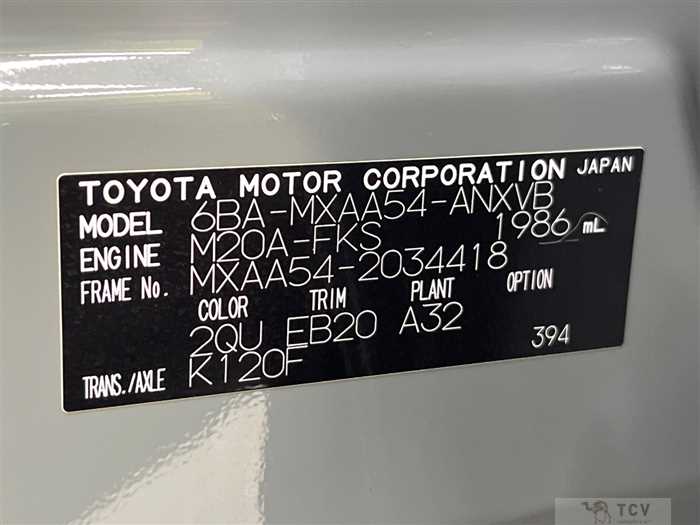 TOYOTA MOTOR CORPORATION JAPAN
MODEL 6BA-MXAA54-ANXVB
ENGINE M20A-FKS 1986 mL
FRAME No. MXAA54-2034418
COLOR TRIM PLANT OPTION
2QU EB20 A32 394
TRANS./AXLE K120F
TCV